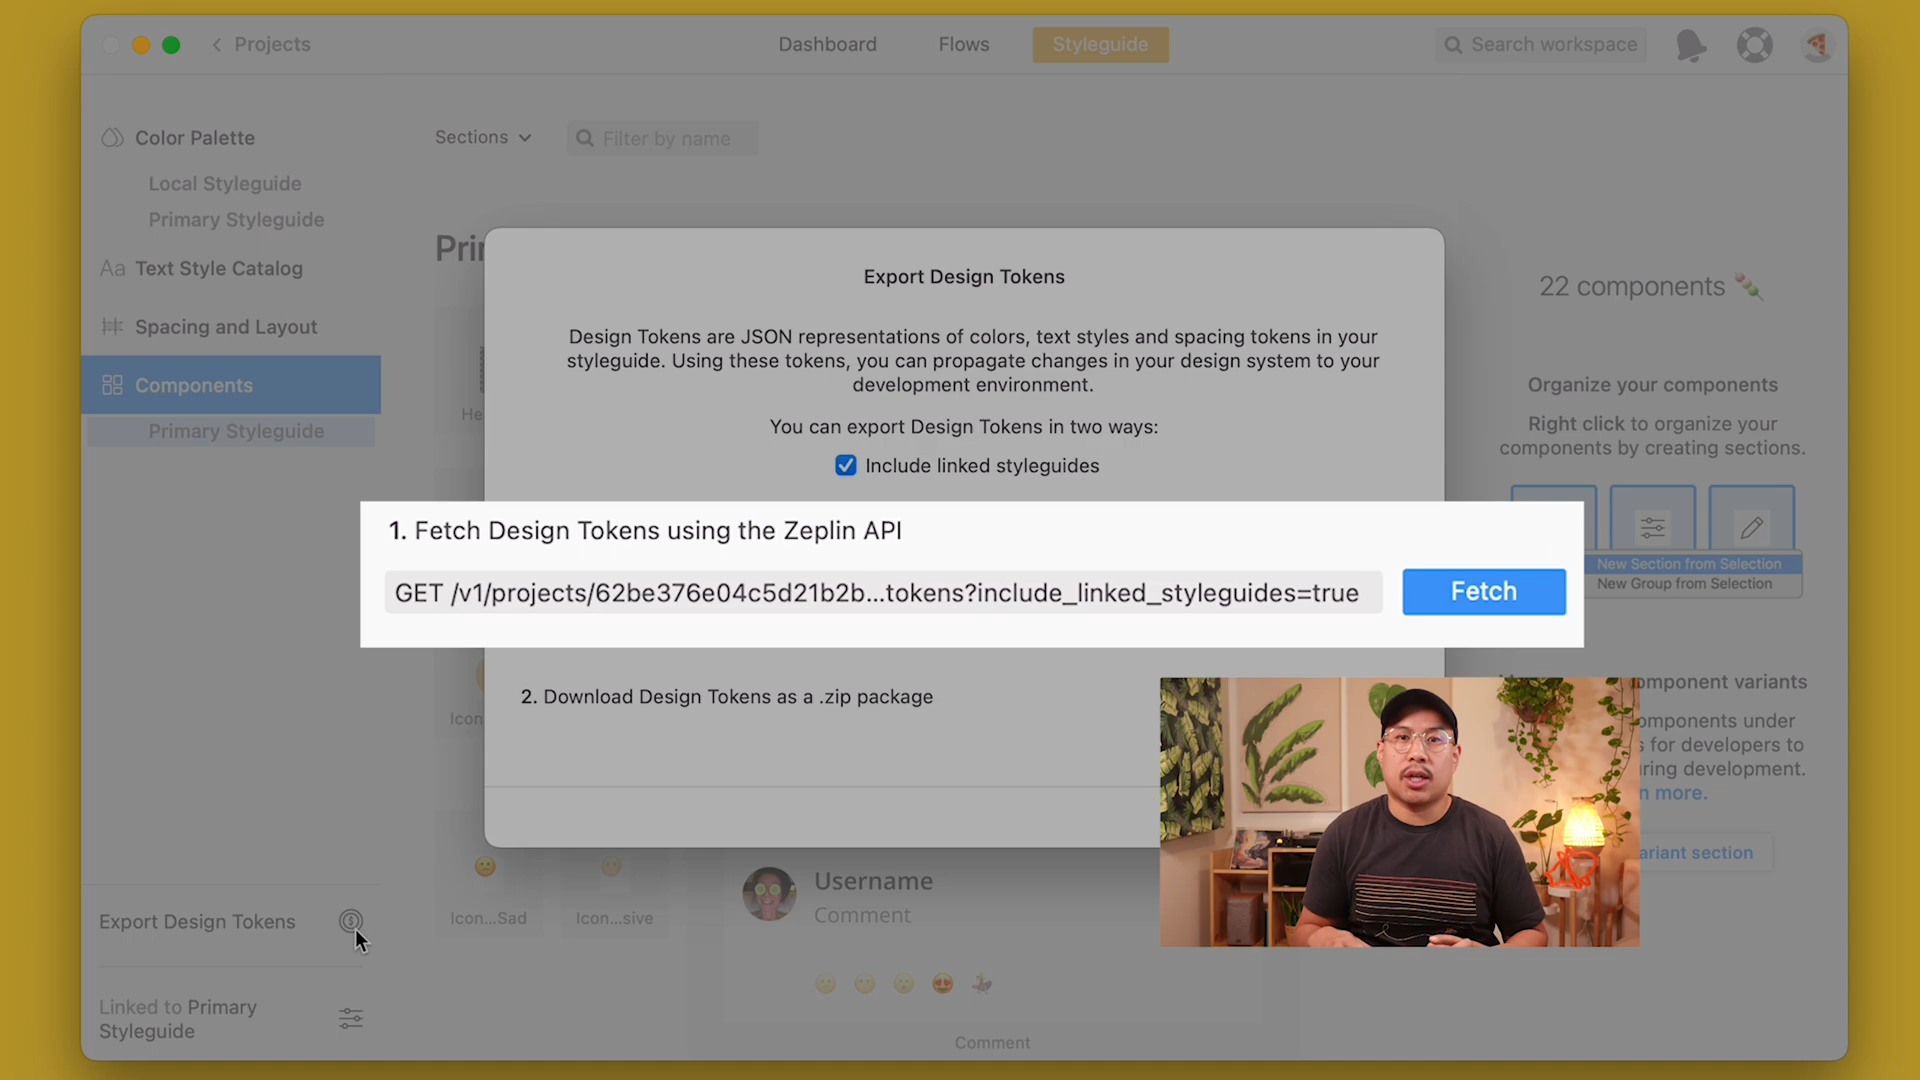 Projects
Dashboard
Flows
Styleguide
Search workspace
Color Palette
Local Styleguide
Primary Styleguide
Aa Text Style Catalog
Spacing and Layout
Components
Primary Styleguide
Sections
Filter by name
Pri
He
Icon
Export Design Tokens
Design Tokens are JSON representations of colors, text styles and spacing tokens in your
styleguide. Using these tokens, you can propagate changes in your design system to your
development environment.
You can export Design Tokens in two ways:
Include linked styleguides
1. Fetch Design Tokens using the Zeplin API
GET /v1/projects/62be376e04c5d21b2b...tokens?include_linked_styleguides=true
Fetch
2. Download Design Tokens as a .zip package
22 components
Organize your components
Right click to organize your
components by creating sections.
New Section from Selection
New Group from Selection
omponent variants
omponents under
s for developers to
ring development.
n more.
ariant section
Icon...Sad
Icon...sive
Username
Comment
Comment
Export Design Tokens
Linked to Primary
Styleguide